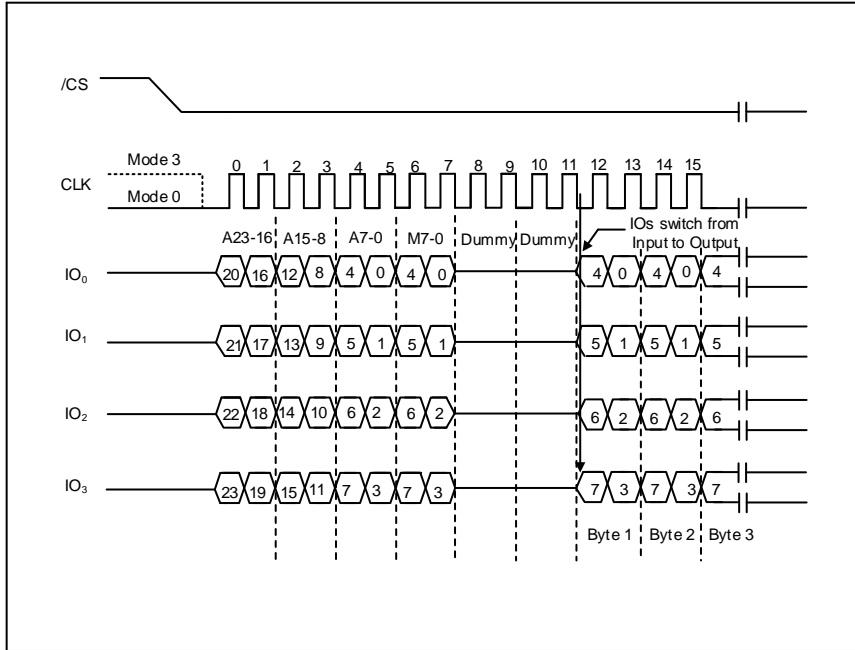 /CS
Mode 3
0 1 2 3 4 5 6 7 8 9 10 11 12 13 14 15
CLK
Mode 0
IOs switch from
Input to Output
A23-16 A15-8 A7-0 M7-0 Dummy Dummy
IO₀ 20 16 12 8 4 0 4 0 4 0 4 0 4
IO₁ 21 17 13 9 5 1 5 1 5 1 5 1 5
IO₂ 22 18 14 10 6 2 6 2 6 2 6 2 6
IO₃ 23 19 15 11 7 3 7 3 7 3 7 3 7
Byte 1 Byte 2 Byte 3